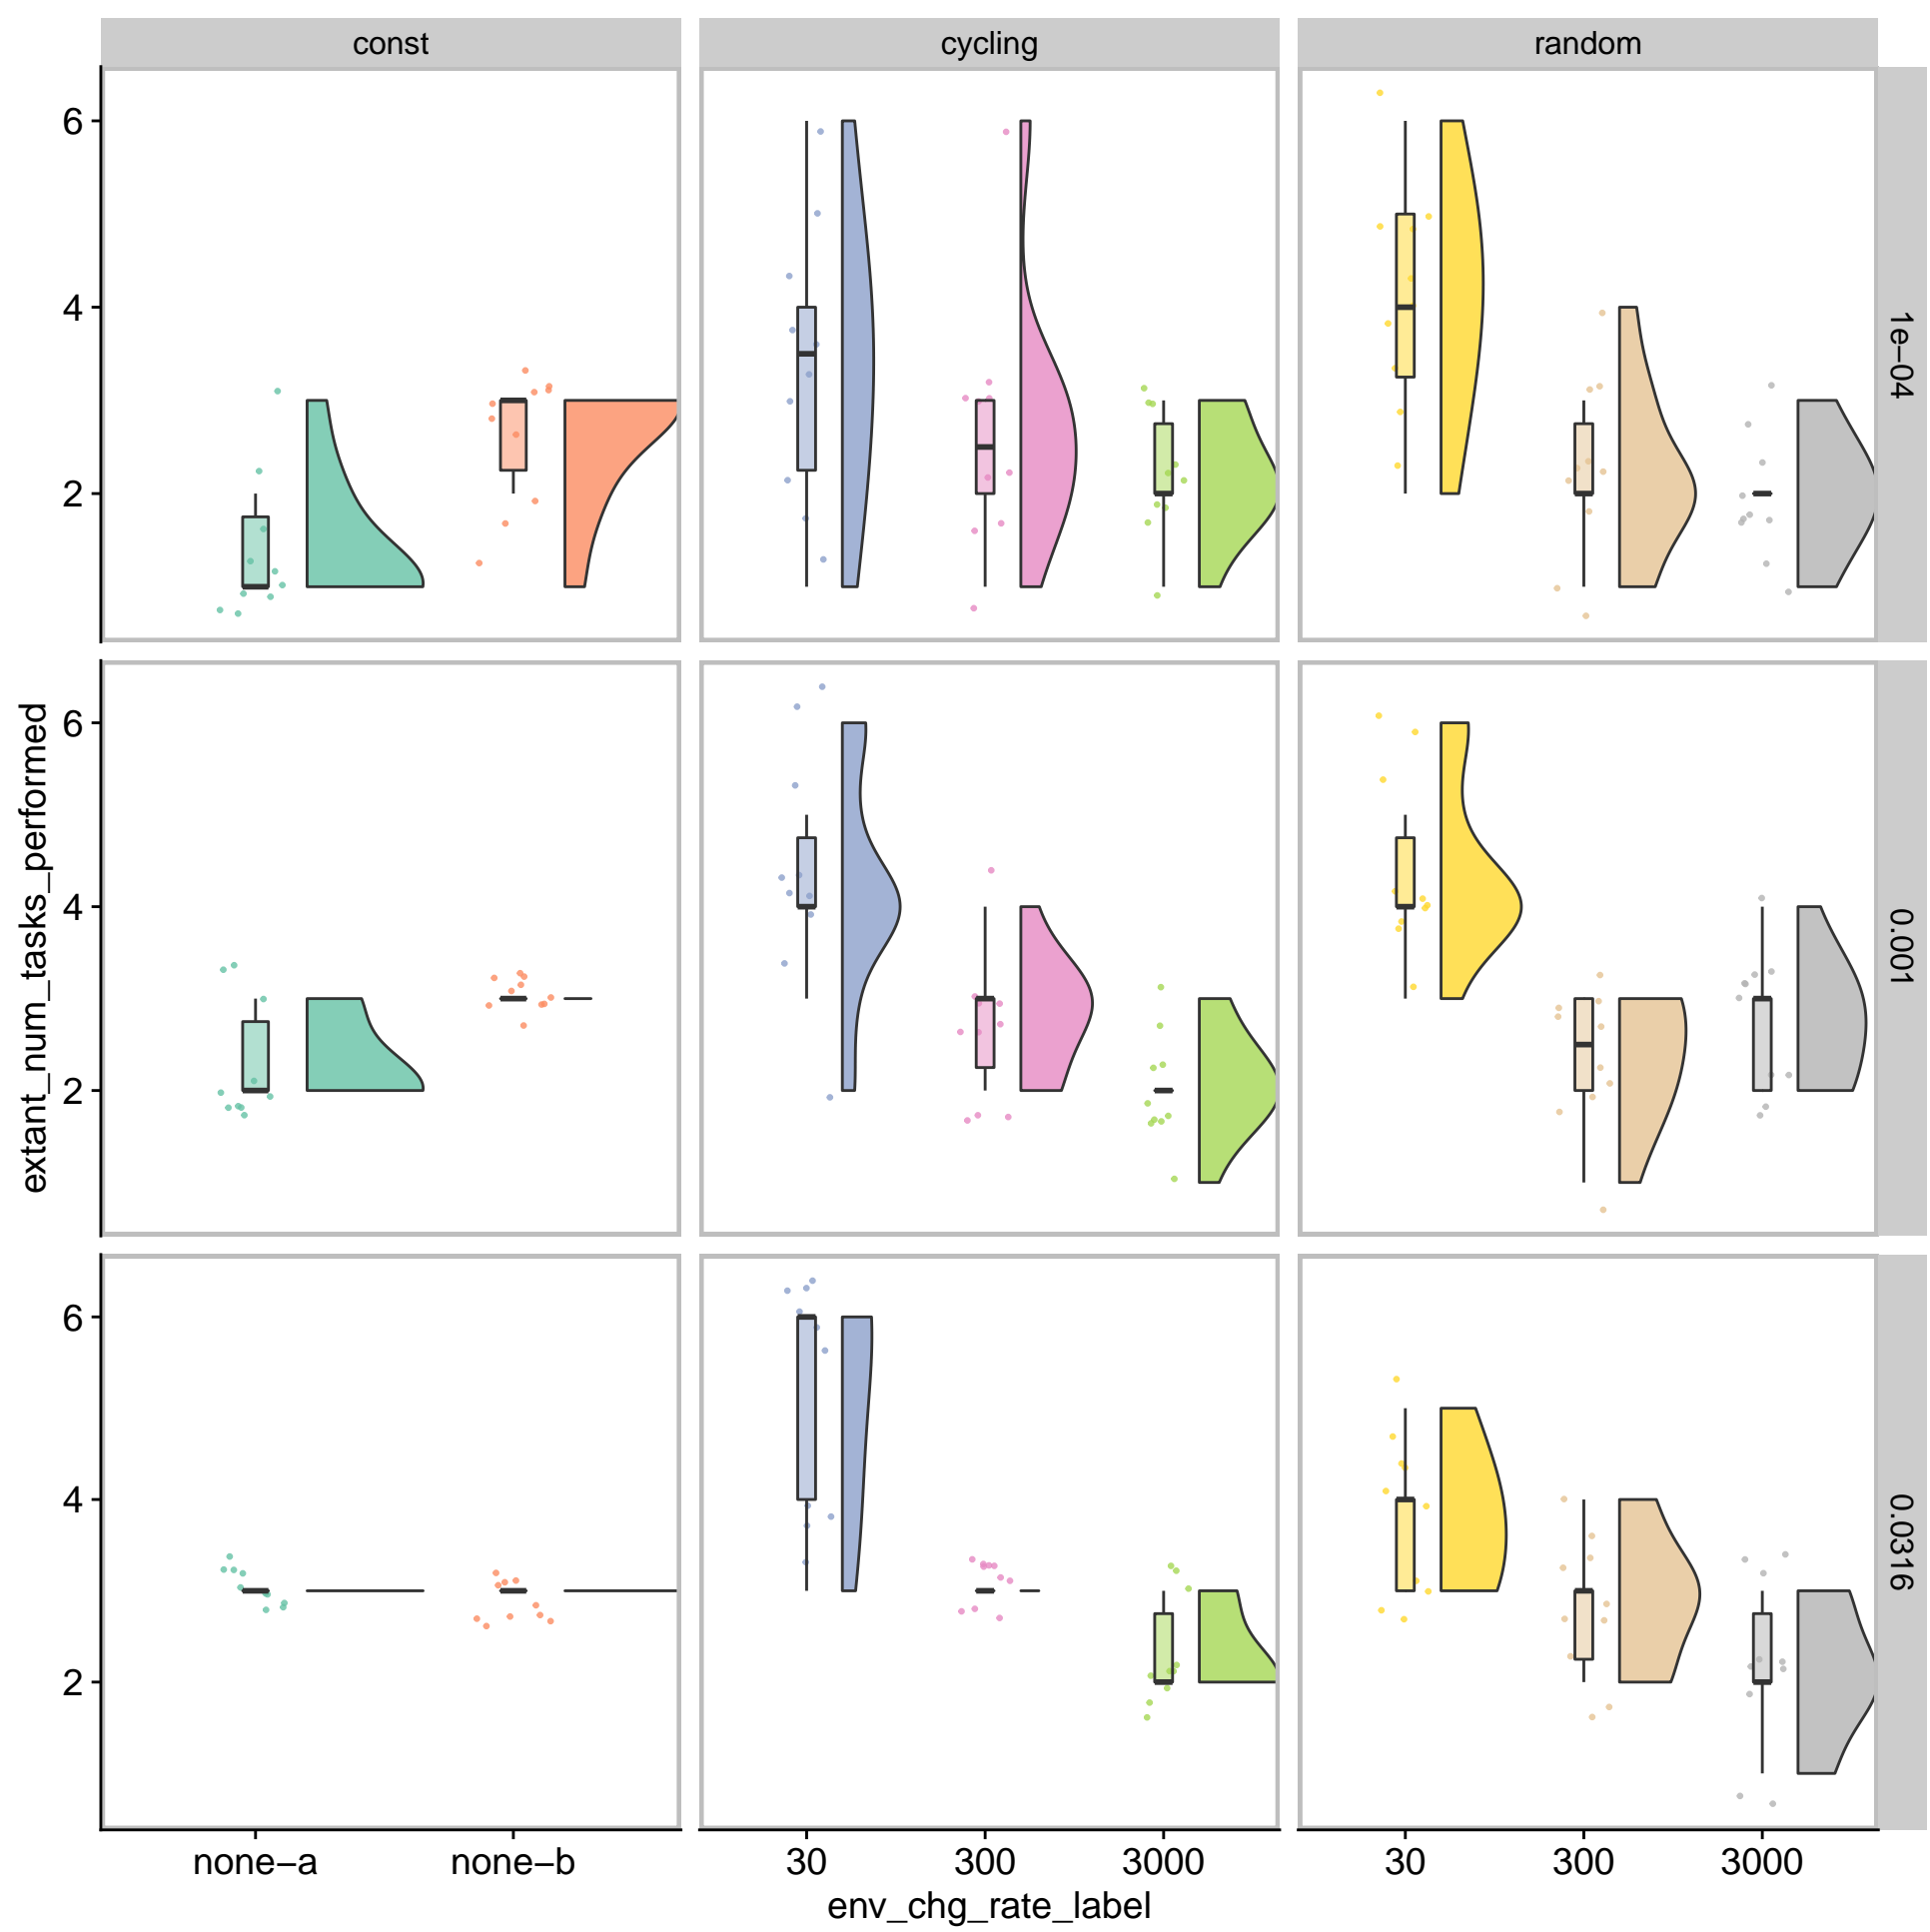 const cycling random
6
4
2
1e−04
6
4
2
0.001
6
4
2
0.0316
extant_num_tasks_performed
none−a none−b 30 300 3000 30 300 3000
env_chg_rate_label